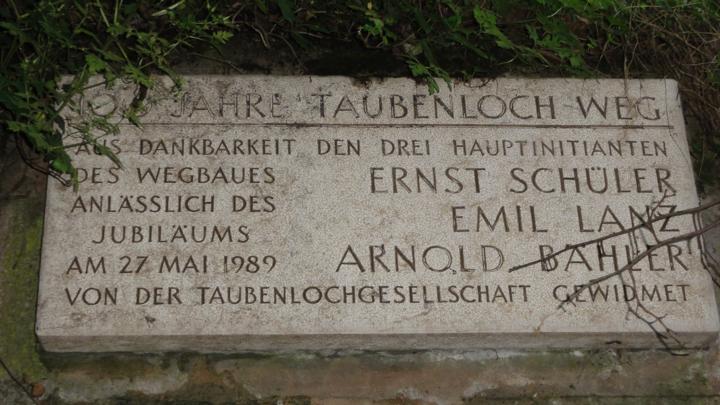 100 JAHRE TAUBENLOCH WEG
AUS DANKBARKEIT DEN DREI HAUPTINITIANTEN
DES WEGBAUES ERNST SCHÜLER
ANLÄSSLICH DES EMIL LANZ
JUBILÄUMS
AM 27 MAI 1989 ARNOLD BÄHLER
VON DER TAUBENLOCHGESELLSCHAFT GEWIDMET